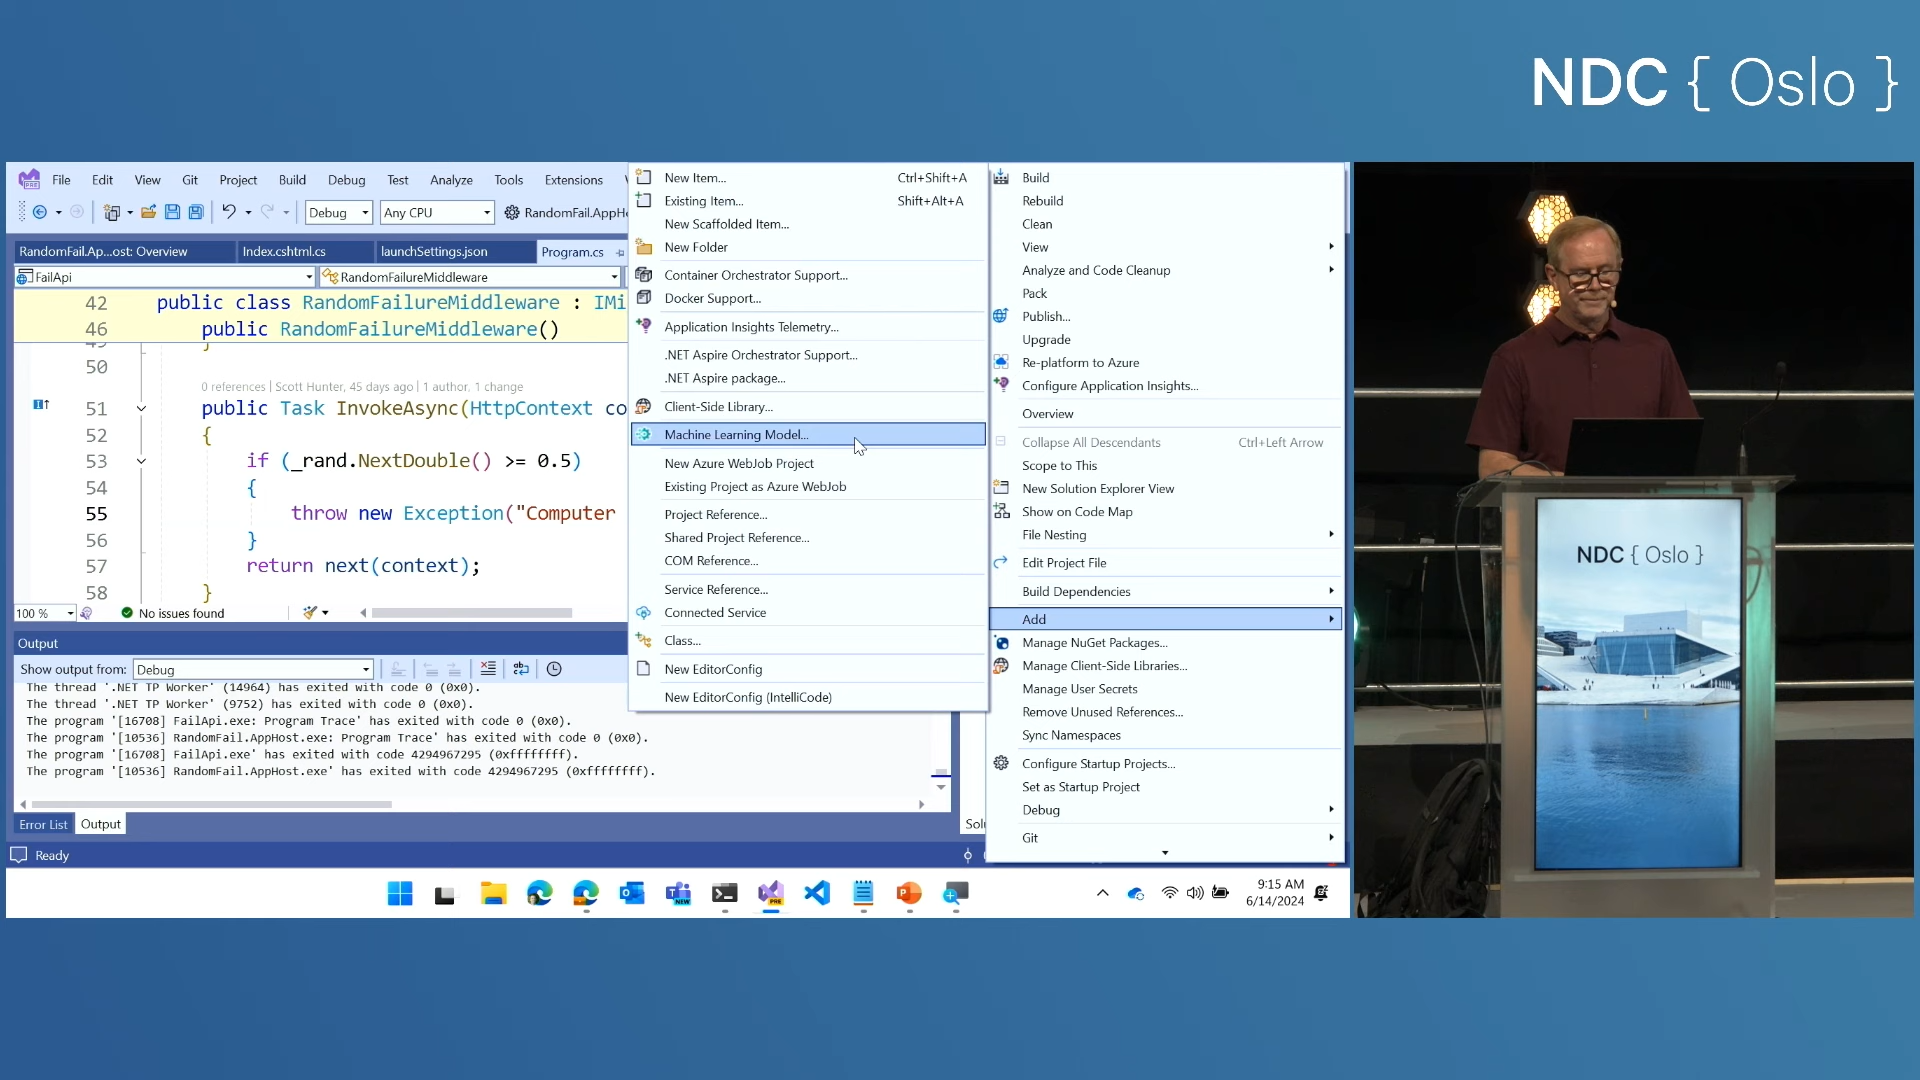 NDC { Oslo }
File Edit View Git Project Build Debug Test Analyze Tools Extensions
Debug Any CPU RandomFail.AppH
RandomFail.Ap...ost: Overview Index.cshtml.cs launchSettings.json Program.cs
FailApi RandomFailureMiddleware
42 public class RandomFailureMiddleware : IMi
46 public RandomFailureMiddleware()
49 }
50
0 references | Scott Hunter, 45 days ago | 1 author, 1 change
51 public Task InvokeAsync(HttpContext co
52 {
53 if (_rand.NextDouble() >= 0.5)
54 {
55 throw new Exception("Computer
56 }
57 return next(context);
58 }
100 % No issues found
Output
Show output from: Debug
The thread '.NET TP Worker' (14964) has exited with code 0 (0x0).
The thread '.NET TP Worker' (9752) has exited with code 0 (0x0).
The program '[16708] FailApi.exe: Program Trace' has exited with code 0 (0x0).
The program '[10536] RandomFail.AppHost.exe: Program Trace' has exited with code 0 (0x0).
The program '[16708] FailApi.exe' has exited with code 4294967295 (0xffffffff).
The program '[10536] RandomFail.AppHost.exe' has exited with code 4294967295 (0xffffffff).
Error List Output
Ready
New Item... Ctrl+Shift+A
Existing Item... Shift+Alt+A
New Scaffolded Item...
New Folder
Container Orchestrator Support...
Docker Support...
Application Insights Telemetry...
.NET Aspire Orchestrator Support...
.NET Aspire package...
Client-Side Library...
Machine Learning Model...
New Azure WebJob Project
Existing Project as Azure WebJob
Project Reference...
Shared Project Reference...
COM Reference...
Service Reference...
Connected Service
Class...
New EditorConfig
New EditorConfig (IntelliCode)
Build
Rebuild
Clean
View
Analyze and Code Cleanup
Pack
Publish...
Upgrade
Re-platform to Azure
Configure Application Insights...
Overview
Collapse All Descendants Ctrl+Left Arrow
Scope to This
New Solution Explorer View
Show on Code Map
File Nesting
Edit Project File
Build Dependencies
Add
Manage NuGet Packages...
Manage Client-Side Libraries...
Manage User Secrets
Remove Unused References...
Sync Namespaces
Configure Startup Projects...
Set as Startup Project
Debug
Git
Solu
PRE
NEW
PRE
9:15 AM
6/14/2024
NDC { Oslo }